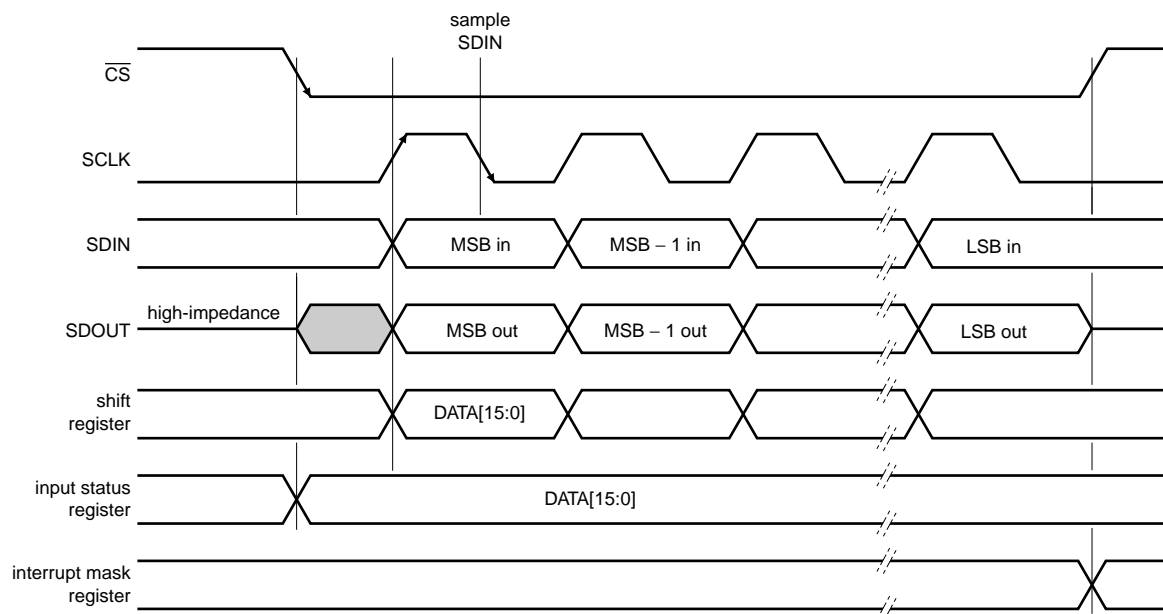 sample
SDIN
CS
SCLK
SDIN
MSB in
MSB – 1 in
LSB in
high-impedance
SDOUT
MSB out
MSB – 1 out
LSB out
shift
register
DATA[15:0]
input status
register
DATA[15:0]
interrupt mask
register